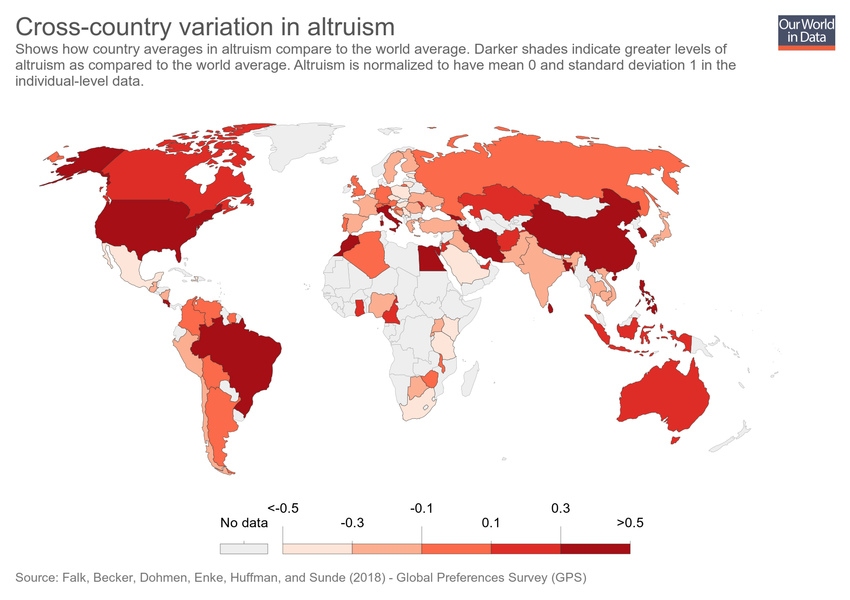 Cross-country variation in altruism
Our World
in Data
Shows how country averages in altruism compare to the world average. Darker shades indicate greater levels of
altruism as compared to the world average. Altruism is normalized to have mean 0 and standard deviation 1 in the
individual-level data.
<-0.5 -0.1 0.3
No data -0.3 0.1 >0.5
Source: Falk, Becker, Dohmen, Enke, Huffman, and Sunde (2018) - Global Preferences Survey (GPS)